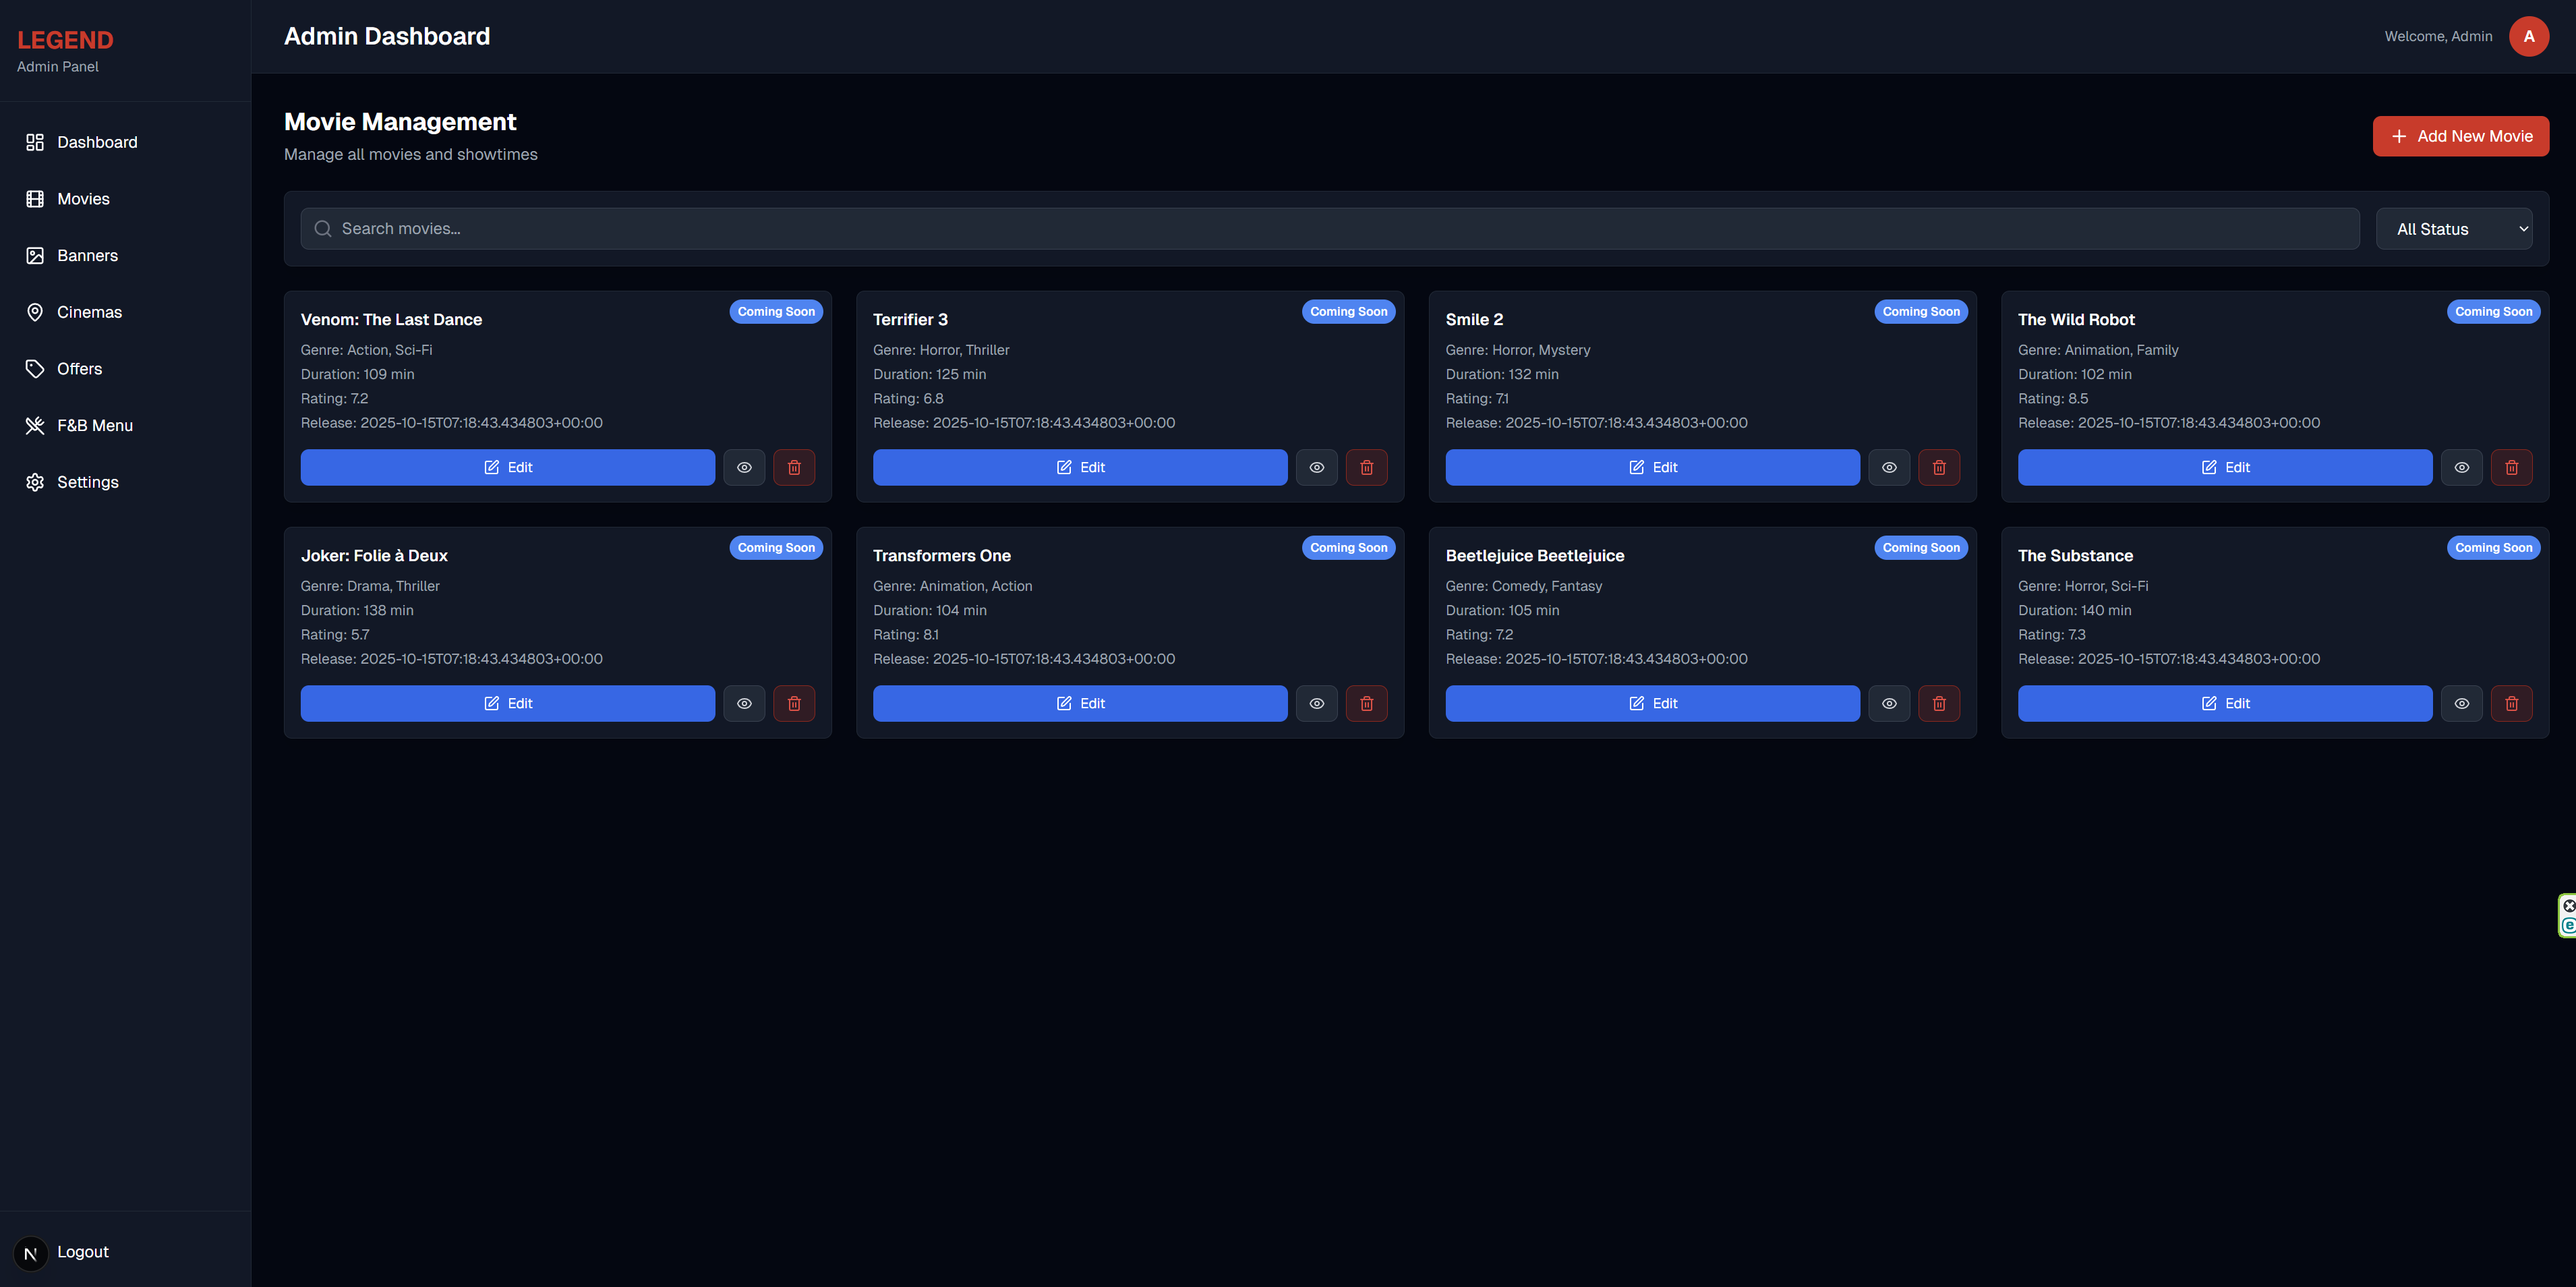 LEGEND
Admin Panel
Dashboard
Movies
Banners
Cinemas
Offers
F&B Menu
Settings
Logout
N
Admin Dashboard
Welcome, Admin
A
Movie Management
Manage all movies and showtimes
Add New Movie
Search movies...
All Status
Venom: The Last Dance
Coming Soon
Genre: Action, Sci-Fi
Duration: 109 min
Rating: 7.2
Release: 2025-10-15T07:18:43.434803+00:00
Edit
Terrifier 3
Coming Soon
Genre: Horror, Thriller
Duration: 125 min
Rating: 6.8
Release: 2025-10-15T07:18:43.434803+00:00
Edit
Smile 2
Coming Soon
Genre: Horror, Mystery
Duration: 132 min
Rating: 7.1
Release: 2025-10-15T07:18:43.434803+00:00
Edit
The Wild Robot
Coming Soon
Genre: Animation, Family
Duration: 102 min
Rating: 8.5
Release: 2025-10-15T07:18:43.434803+00:00
Edit
Joker: Folie à Deux
Coming Soon
Genre: Drama, Thriller
Duration: 138 min
Rating: 5.7
Release: 2025-10-15T07:18:43.434803+00:00
Edit
Transformers One
Coming Soon
Genre: Animation, Action
Duration: 104 min
Rating: 8.1
Release: 2025-10-15T07:18:43.434803+00:00
Edit
Beetlejuice Beetlejuice
Coming Soon
Genre: Comedy, Fantasy
Duration: 105 min
Rating: 7.2
Release: 2025-10-15T07:18:43.434803+00:00
Edit
The Substance
Coming Soon
Genre: Horror, Sci-Fi
Duration: 140 min
Rating: 7.3
Release: 2025-10-15T07:18:43.434803+00:00
Edit
e